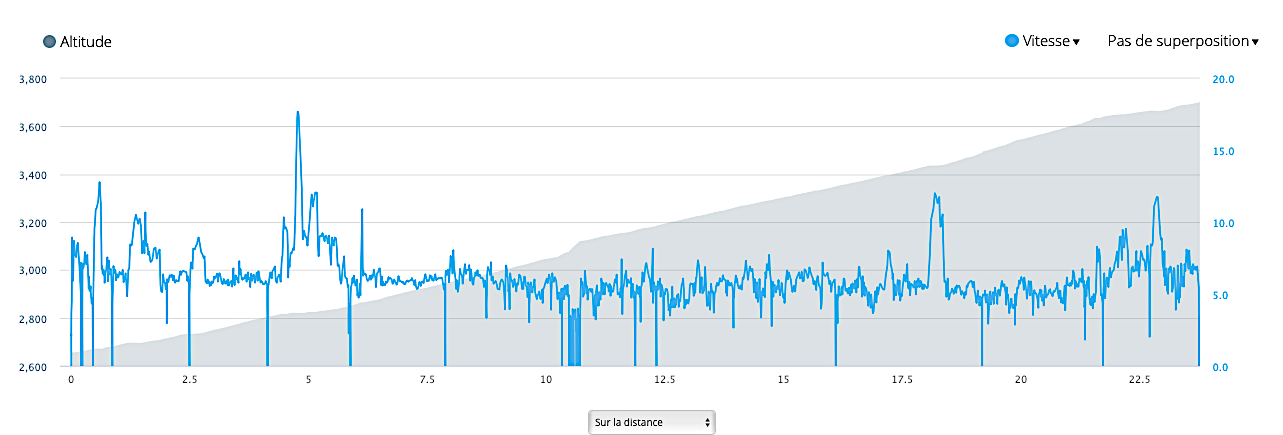 Altitude
Vitesse▾ Pas de superposition▾
3,800 20.0
3,600
15.0
3,400
3,200 10.0
3,000
5.0
2,800
2,600 0.0
0 2.5 5 7.5 10 12.5 15 17.5 20 22.5
Sur la distance